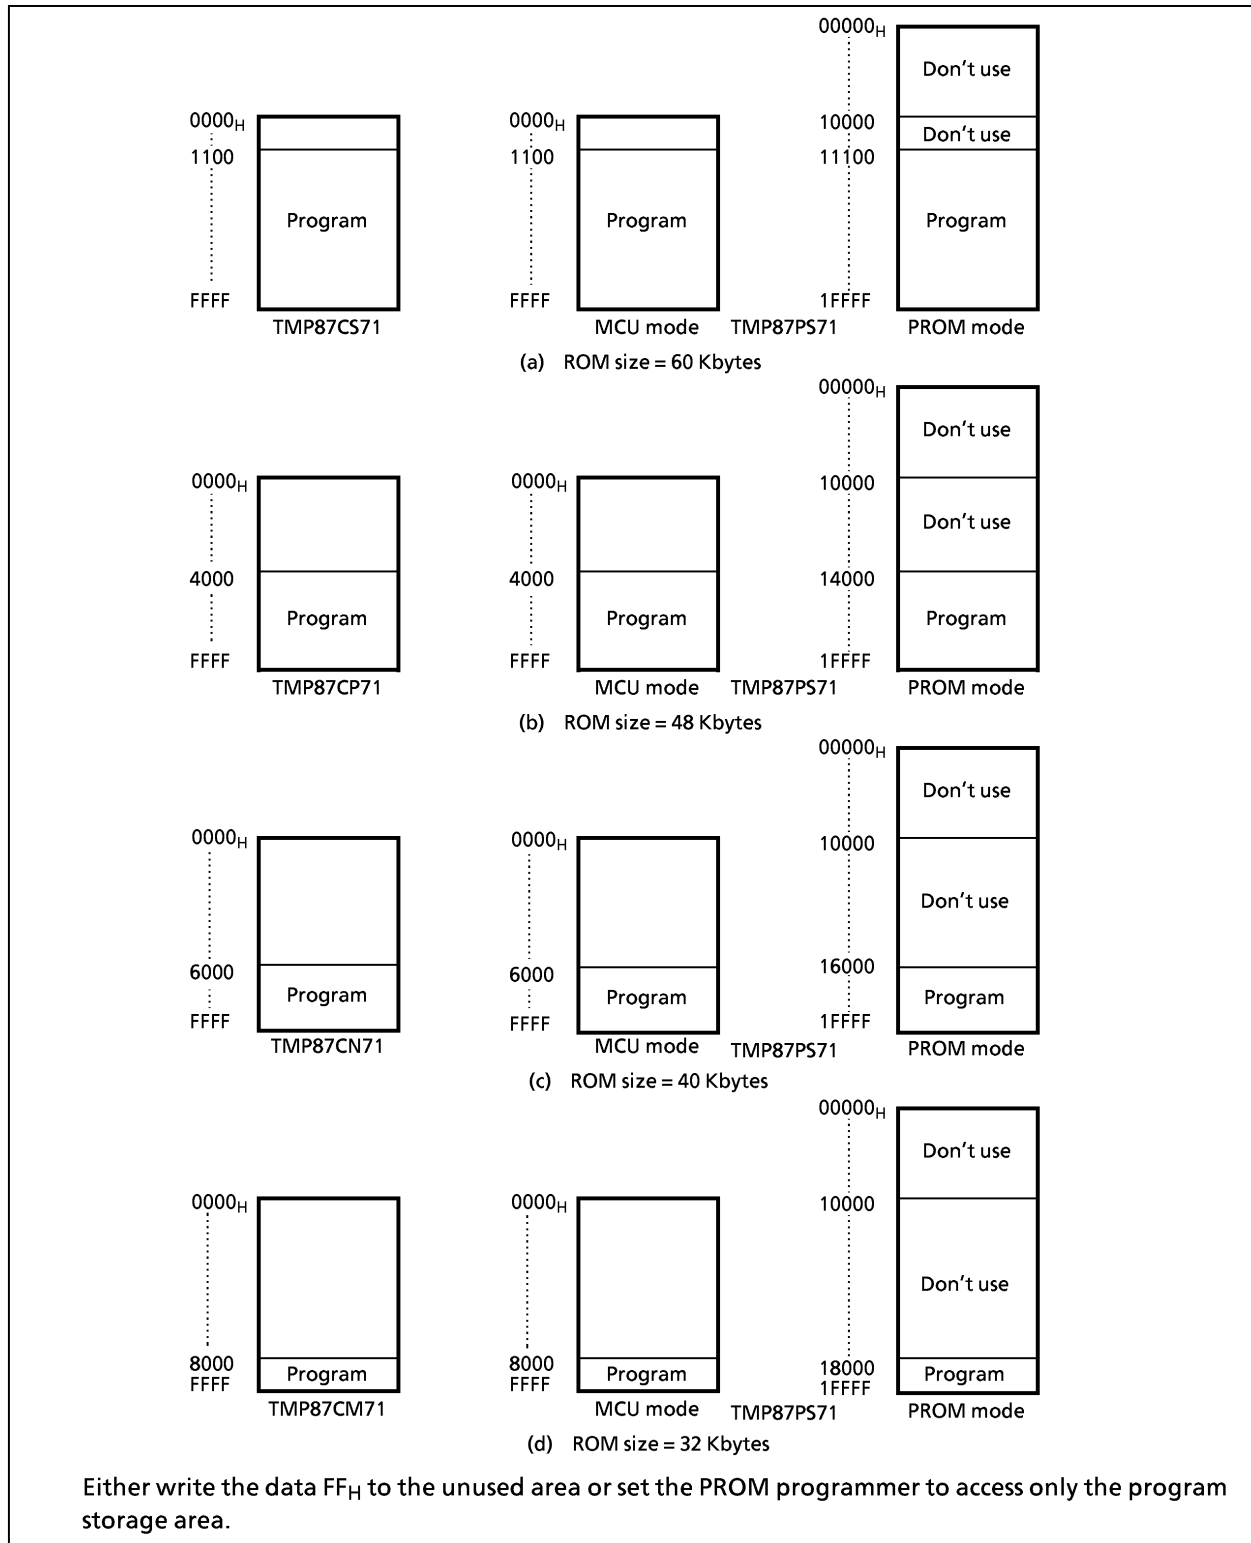 00000H
Don't use
0000H 0000H 10000
Don't use
1100 1100 11100
Program Program Program
FFFF FFFF 1FFFF
TMP87CS71 MCU mode TMP87PS71 PROM mode
(a) ROM size = 60 Kbytes
00000H
Don't use
0000H 0000H 10000
Don't use
4000 4000 14000
Program Program Program
FFFF FFFF 1FFFF
TMP87CP71 MCU mode TMP87PS71 PROM mode
(b) ROM size = 48 Kbytes
00000H
Don't use
0000H 0000H 10000
Don't use
6000 6000 16000
Program Program Program
FFFF FFFF 1FFFF
TMP87CN71 MCU mode TMP87PS71 PROM mode
(c) ROM size = 40 Kbytes
00000H
Don't use
0000H 0000H 10000
Don't use
8000 8000 18000
Program Program Program
FFFF FFFF 1FFFF
TMP87CM71 MCU mode TMP87PS71 PROM mode
(d) ROM size = 32 Kbytes
Either write the data FFH to the unused area or set the PROM programmer to access only the program
storage area.